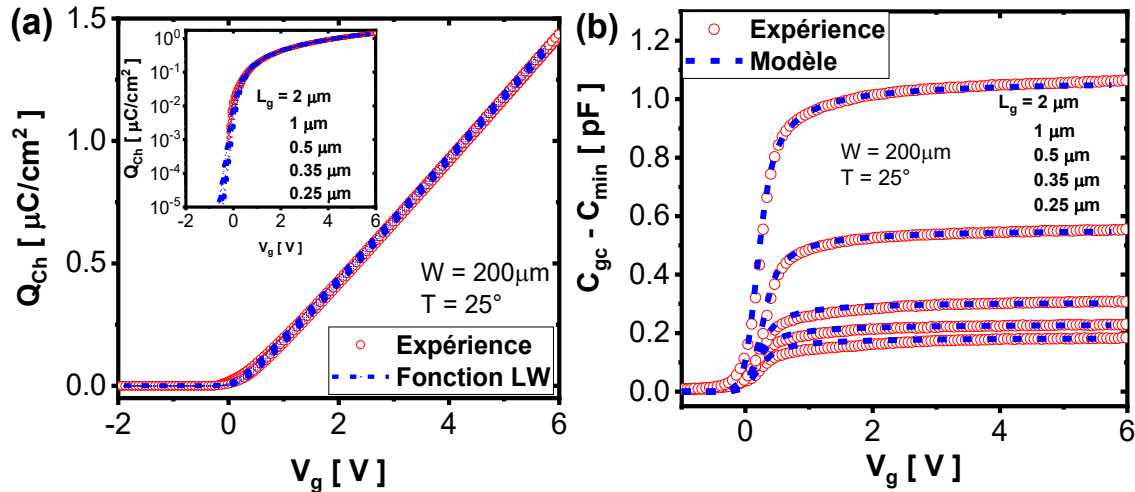 (a)
1.5
1.0
0.5
0.0
Q_Ch [ μC/cm² ]
-2
0
2
4
6
V_g [ V ]
10⁰
10⁻¹
10⁻²
10⁻³
10⁻⁴
10⁻⁵
Q_Ch [ μC/cm² ]
L_g = 2 μm
1 μm
0.5 μm
0.35 μm
0.25 μm
-2
0
2
4
6
V_g [ V ]
W = 200μm
T = 25°
Expérience
Fonction LW
(b)
1.2
1.0
0.8
0.6
0.4
0.2
0.0
C_gc - C_min [ pF ]
Expérience
Modèle
L_g = 2 μm
1 μm
0.5 μm
0.35 μm
0.25 μm
W = 200μm
T = 25°
0
2
4
6
V_g [ V ]